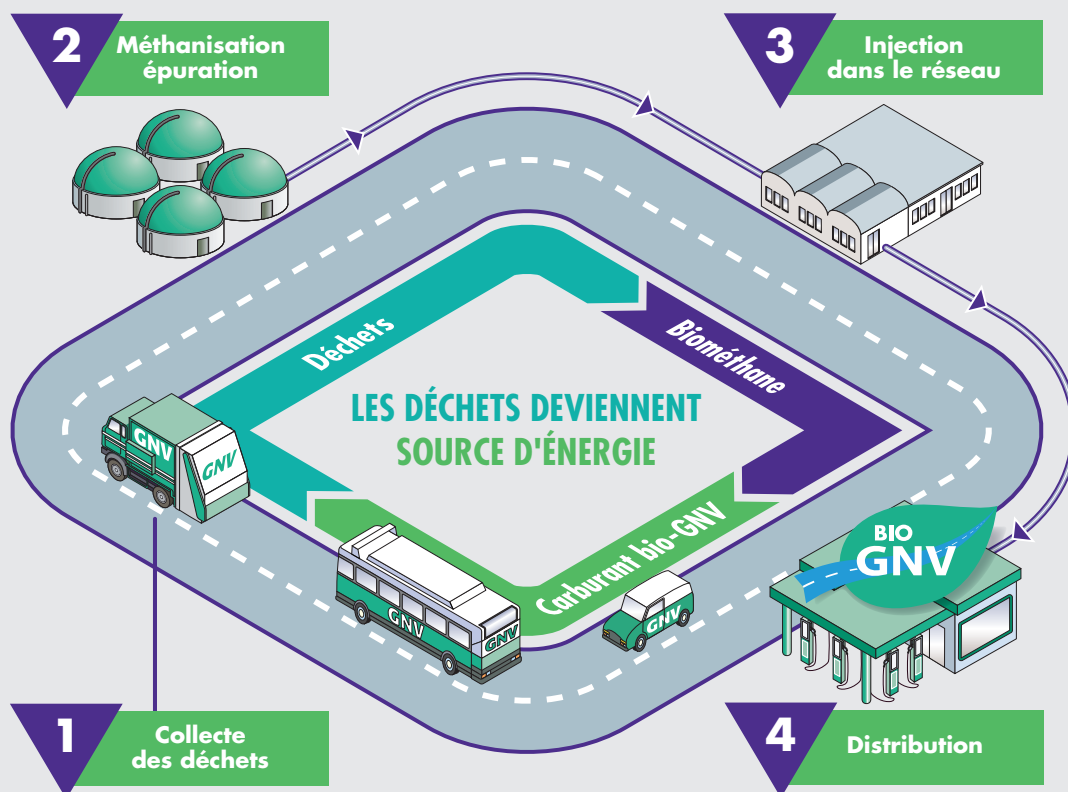 2
Méthanisation
épuration
3
Injection
dans le réseau
Déchets
Biométhane
LES DÉCHETS DEVIENNENT
SOURCE D'ÉNERGIE
GNV
GNV
Carburant bio-GNV
GNV
GNV
GNV
BIO
GNV
1
Collecte
des déchets
4
Distribution